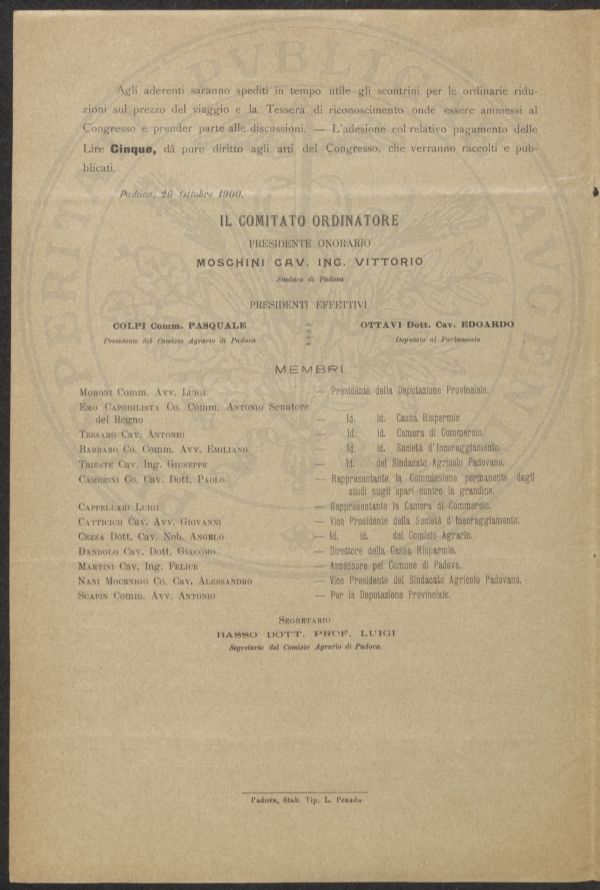 Agli aderenti saranno spediti in tempo utile gli scontrini per le ordinarie ridu-
zioni sul prezzo del viaggio e la Tessera di riconoscimento onde essere ammessi al
Congresso e prender parte alle discussioni. — L'adesione col relativo pagamento delle
Lire Cinque, dà pure diritto agli atti del Congresso, che verranno raccolti e pub-
blicati.
Padova, 26 Ottobre 1900.
IL COMITATO ORDINATORE
PRESIDENTE ONORARIO
MOSCHINI CAV. ING. VITTORIO
Sindaco di Padova
PRESIDENTI EFFETTIVI
COLPI Comm. PASQUALE
Presidente del Comizio Agrario di Padova
OTTAVI Dott. Cav. EDOARDO
Deputato al Parlamento
MEMBRI
MORONI Comm. Avv. LUIGI — Presidente della Deputazione Provinciale.
EMO CAPODILISTA Co. Comm. ANTONIO Senatore
del Regno — Id. id. Cassa Risparmio
TESSARO Cav. ANTONIO — Id. id. Camera di Commercio.
BARBARO Co. Comm. Avv. EMILIANO — Id. id. Società d'Incoraggiamento.
TRIESTE Cav. Ing. GIUSEPPE — Id. del Sindacato Agricolo Padovano.
CAMERINI Co. Cav. Dott. PAOLO — Rappresentante la Commissione permanente degli
studi sugli spari contro la grandine.
CAPPELLARI LUIGI — Rappresentante la Camera di Commercio.
CATTICICH Cav. Avv. GIOVANNI — Vice Presidente della Società d'Incoraggiamento.
CEZZA Dott. Cav. Nob. ANGELO — Id. id. del Comizio Agrario.
DANDOLO Cav. Dott. GIACOMO — Direttore della Cassa Risparmio.
MARTINI Cav. Ing. FELICE — Assessore pel Comune di Padova.
NANI MOCENIGO Co. Cav. ALESSANDRO — Vice Presidente del Sindacato Agricolo Padovano.
SCAPIN Comm. Avv. ANTONIO — Per la Deputazione Provinciale.
SEGRETARIO
BASSO DOTT. PROF. LUIGI
Segretario del Comizio Agrario di Padova.
Padova, Stab. Tip. L. Penada